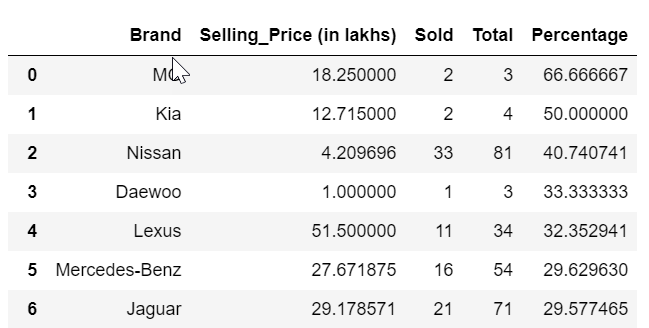 Brand Selling_Price (in lakhs) Sold Total Percentage
0 18.250000 2 3 66.666667
1 Kia 12.715000 2 4 50.000000
2 Nissan 4.209696 33 81 40.740741
3 Daewoo 1.000000 1 3 33.333333
4 Lexus 51.500000 11 34 32.352941
5 Mercedes-Benz 27.671875 16 54 29.629630
6 Jaguar 29.178571 21 71 29.577465